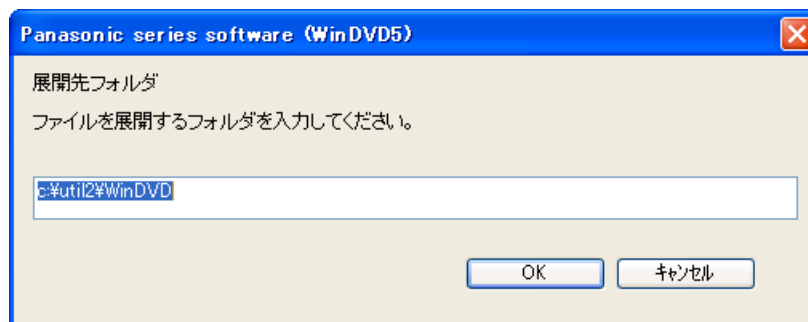 Panasonic series software (WinDVD5)
展開先フォルダ
ファイルを展開するフォルダを入力してください。
c:¥util2¥WinDVD
OK キャンセル